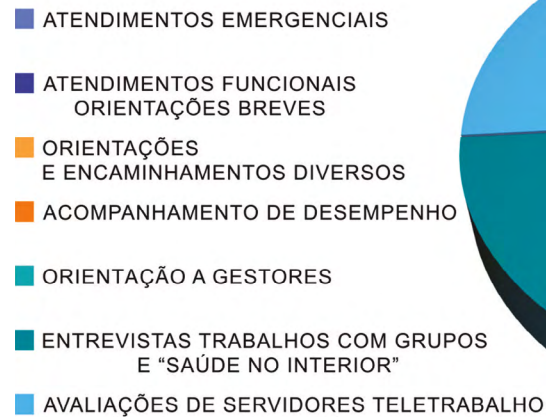 ATENDIMENTOS EMERGENCIAIS
ATENDIMENTOS FUNCIONAIS
ORIENTAÇÕES BREVES
ORIENTAÇÕES
E ENCAMINHAMENTOS DIVERSOS
ACOMPANHAMENTO DE DESEMPENHO
ORIENTAÇÃO A GESTORES
ENTREVISTAS TRABALHOS COM GRUPOS
E “SAÚDE NO INTERIOR”
AVALIAÇÕES DE SERVIDORES TELETRABALHO